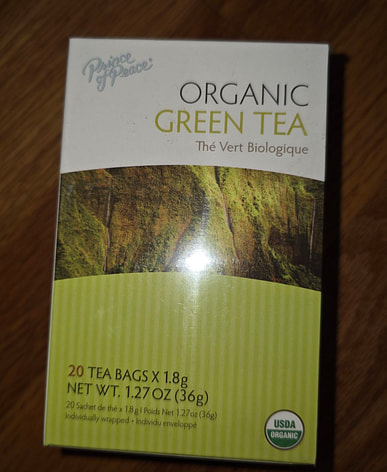 Prince
of Peace®
ORGANIC
GREEN TEA
Thé Vert Biologique
20 TEA BAGS X 1.8g
NET WT. 1.27 OZ (36g)
20 Sachet de thé x 1.8g | Poids Net 1.27oz (36g)
Individually wrapped • Individu enveloppé
USDA
ORGANIC